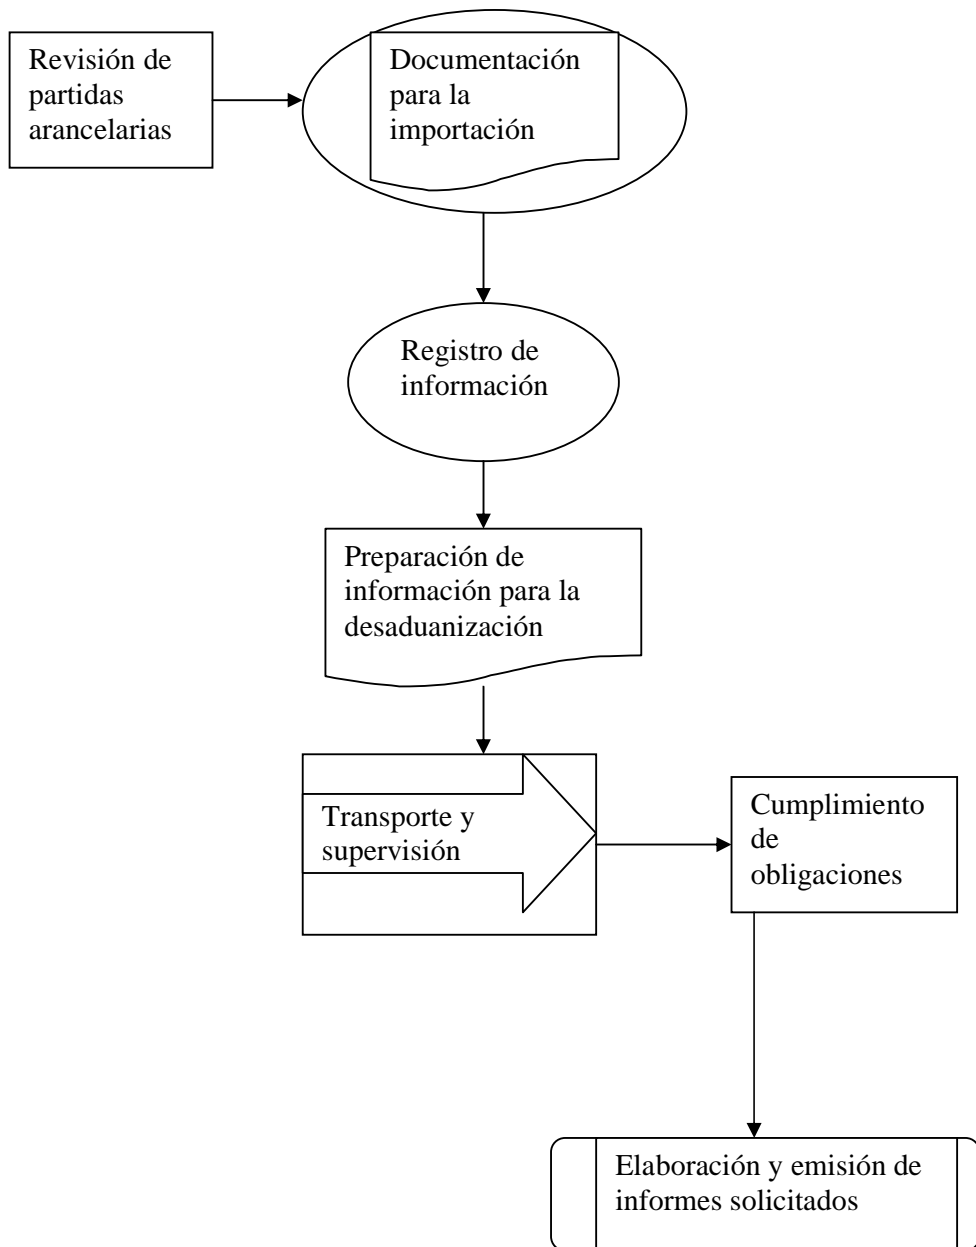 Revisión de
partidas
arancelarias
Documentación
para la
importación
Registro de
información
Preparación de
información para la
desaduanización
Transporte y
supervisión
Cumplimiento
de
obligaciones
Elaboración y emisión de
informes solicitados